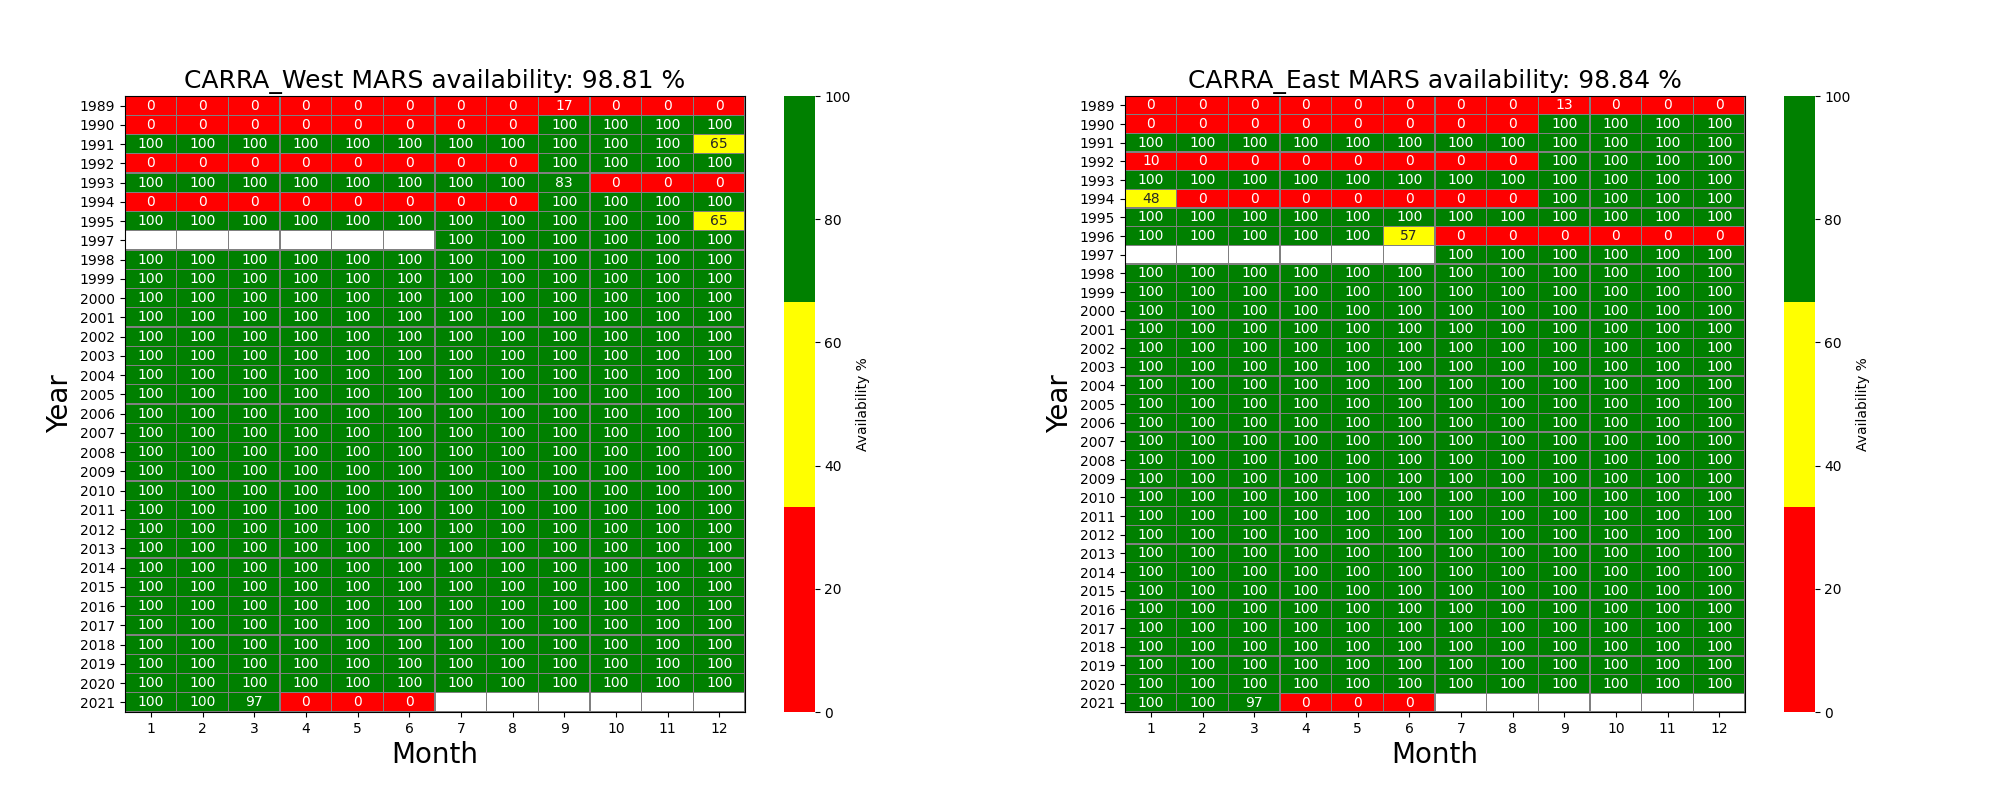 CARRA_West MARS availability: 98.81 %
1989 0 0 0 0 0 0 0 0 17 0 0 0
1990 0 0 0 0 0 0 0 0 100 100 100 100
1991 100 100 100 100 100 100 100 100 100 100 100 65
1992 0 0 0 0 0 0 0 0 100 100 100 100
1993 100 100 100 100 100 100 100 100 83 0 0 0
1994 0 0 0 0 0 0 0 0 100 100 100 100
1995 100 100 100 100 100 100 100 100 100 100 100 65
1997 100 100 100 100 100 100
1998 100 100 100 100 100 100 100 100 100 100 100 100
1999 100 100 100 100 100 100 100 100 100 100 100 100
2000 100 100 100 100 100 100 100 100 100 100 100 100
2001 100 100 100 100 100 100 100 100 100 100 100 100
2002 100 100 100 100 100 100 100 100 100 100 100 100
2003 100 100 100 100 100 100 100 100 100 100 100 100
2004 100 100 100 100 100 100 100 100 100 100 100 100
2005 100 100 100 100 100 100 100 100 100 100 100 100
2006 100 100 100 100 100 100 100 100 100 100 100 100
2007 100 100 100 100 100 100 100 100 100 100 100 100
2008 100 100 100 100 100 100 100 100 100 100 100 100
2009 100 100 100 100 100 100 100 100 100 100 100 100
2010 100 100 100 100 100 100 100 100 100 100 100 100
2011 100 100 100 100 100 100 100 100 100 100 100 100
2012 100 100 100 100 100 100 100 100 100 100 100 100
2013 100 100 100 100 100 100 100 100 100 100 100 100
2014 100 100 100 100 100 100 100 100 100 100 100 100
2015 100 100 100 100 100 100 100 100 100 100 100 100
2016 100 100 100 100 100 100 100 100 100 100 100 100
2017 100 100 100 100 100 100 100 100 100 100 100 100
2018 100 100 100 100 100 100 100 100 100 100 100 100
2019 100 100 100 100 100 100 100 100 100 100 100 100
2020 100 100 100 100 100 100 100 100 100 100 100 100
2021 100 100 97 0 0 0
1 2 3 4 5 6 7 8 9 10 11 12
Month
Year
100
80
60
40
20
0
Availability %
CARRA_East MARS availability: 98.84 %
1989 0 0 0 0 0 0 0 0 13 0 0 0
1990 0 0 0 0 0 0 0 0 100 100 100 100
1991 100 100 100 100 100 100 100 100 100 100 100 100
1992 10 0 0 0 0 0 0 0 100 100 100 100
1993 100 100 100 100 100 100 100 100 100 100 100 100
1994 48 0 0 0 0 0 0 0 100 100 100 100
1995 100 100 100 100 100 100 100 100 100 100 100 100
1996 100 100 100 100 100 57 0 0 0 0 0 0
1997 100 100 100 100 100 100
1998 100 100 100 100 100 100 100 100 100 100 100 100
1999 100 100 100 100 100 100 100 100 100 100 100 100
2000 100 100 100 100 100 100 100 100 100 100 100 100
2001 100 100 100 100 100 100 100 100 100 100 100 100
2002 100 100 100 100 100 100 100 100 100 100 100 100
2003 100 100 100 100 100 100 100 100 100 100 100 100
2004 100 100 100 100 100 100 100 100 100 100 100 100
2005 100 100 100 100 100 100 100 100 100 100 100 100
2006 100 100 100 100 100 100 100 100 100 100 100 100
2007 100 100 100 100 100 100 100 100 100 100 100 100
2008 100 100 100 100 100 100 100 100 100 100 100 100
2009 100 100 100 100 100 100 100 100 100 100 100 100
2010 100 100 100 100 100 100 100 100 100 100 100 100
2011 100 100 100 100 100 100 100 100 100 100 100 100
2012 100 100 100 100 100 100 100 100 100 100 100 100
2013 100 100 100 100 100 100 100 100 100 100 100 100
2014 100 100 100 100 100 100 100 100 100 100 100 100
2015 100 100 100 100 100 100 100 100 100 100 100 100
2016 100 100 100 100 100 100 100 100 100 100 100 100
2017 100 100 100 100 100 100 100 100 100 100 100 100
2018 100 100 100 100 100 100 100 100 100 100 100 100
2019 100 100 100 100 100 100 100 100 100 100 100 100
2020 100 100 100 100 100 100 100 100 100 100 100 100
2021 100 100 97 0 0 0
1 2 3 4 5 6 7 8 9 10 11 12
Month
Year
100
80
60
40
20
0
Availability %